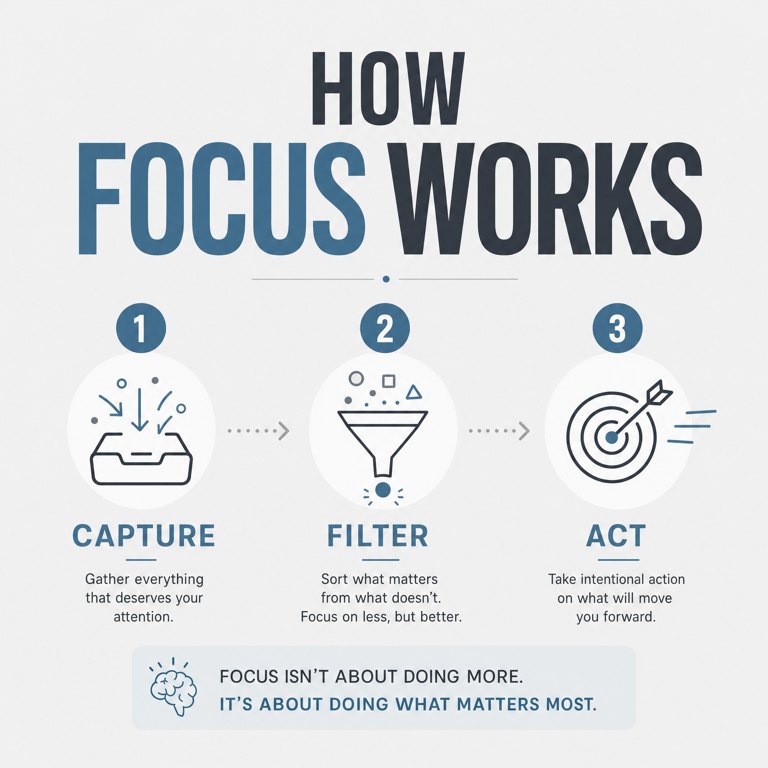 HOW
FOCUS WORKS
1
2
3
CAPTURE
Gather everything
that deserves your
attention.
FILTER
Sort what matters
from what doesn't.
Focus on less, but better.
ACT
Take intentional action
on what will move
you forward.
FOCUS ISN'T ABOUT DOING MORE.
IT'S ABOUT DOING WHAT MATTERS MOST.